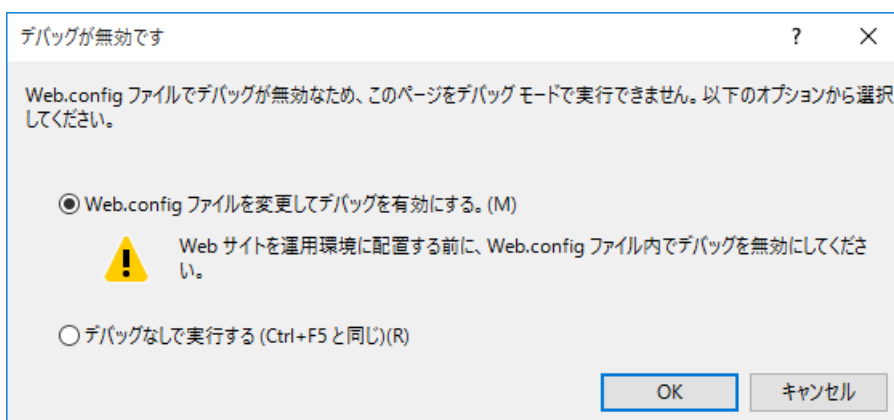 デバッグが無効です
?
Web.config ファイルでデバッグが無効なため、このページをデバッグ モードで実行できません。以下のオプションから選択
してください。
Web.config ファイルを変更してデバッグを有効にする。(M)
Web サイトを運用環境に配置する前に、Web.config ファイル内でデバッグを無効にしてくださ
い。
デバッグなしで実行する (Ctrl+F5 と同じ)(R)
OK
キャンセル